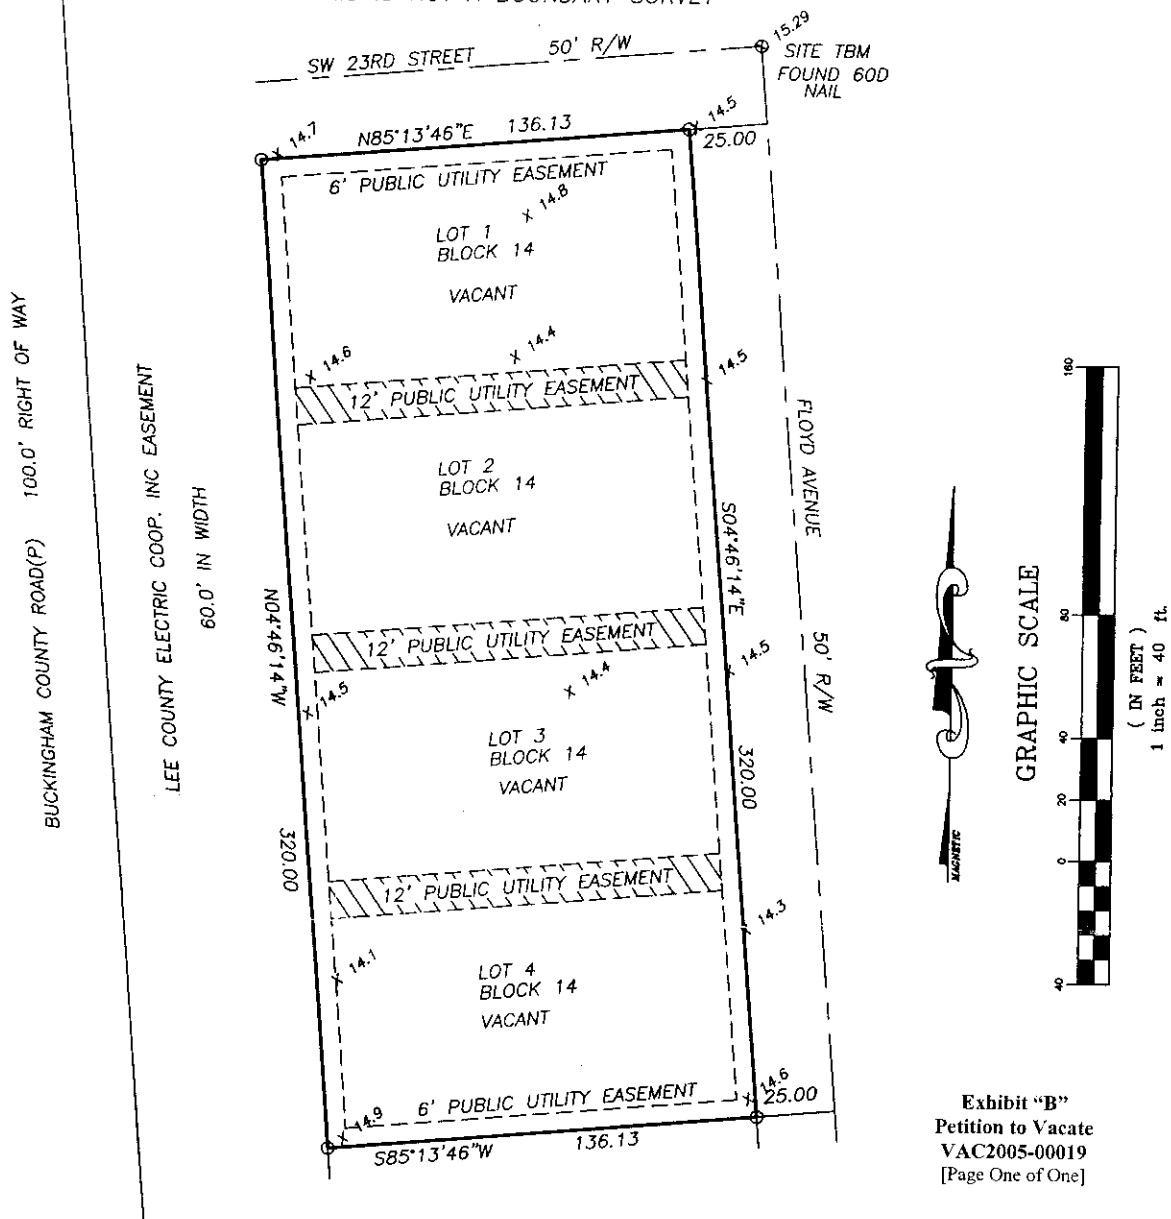 SURVEY
SW 23RD STREET 50' R/W
15.29
SITE TBM
FOUND 60D
NAIL
14.7
N85°13'46"E 136.13
14.5
25.00
6' PUBLIC UTILITY EASEMENT
14.8
LOT 1
BLOCK 14
VACANT
14.6
14.4
14.5
12' PUBLIC UTILITY EASEMENT
LOT 2
BLOCK 14
VACANT
12' PUBLIC UTILITY EASEMENT
14.5
14.4
14.5
LOT 3
BLOCK 14
VACANT
12' PUBLIC UTILITY EASEMENT
14.3
14.1
LOT 4
BLOCK 14
VACANT
6' PUBLIC UTILITY EASEMENT
14.6
25.00
14.9
S85°13'46"W 136.13
N04°46'14"W
320.00
S04°46'14"E
320.00
FLOYD AVENUE
50' R/W
BUCKINGHAM COUNTY ROAD(P) 100.0' RIGHT OF WAY
LEE COUNTY ELECTRIC COOP. INC EASEMENT
60.0' IN WIDTH
MAGNETIC
GRAPHIC SCALE
40 0 20 40 80 160
( IN FEET )
1 inch = 40 ft.
Exhibit “B”
Petition to Vacate
VAC2005-00019
[Page One of One]